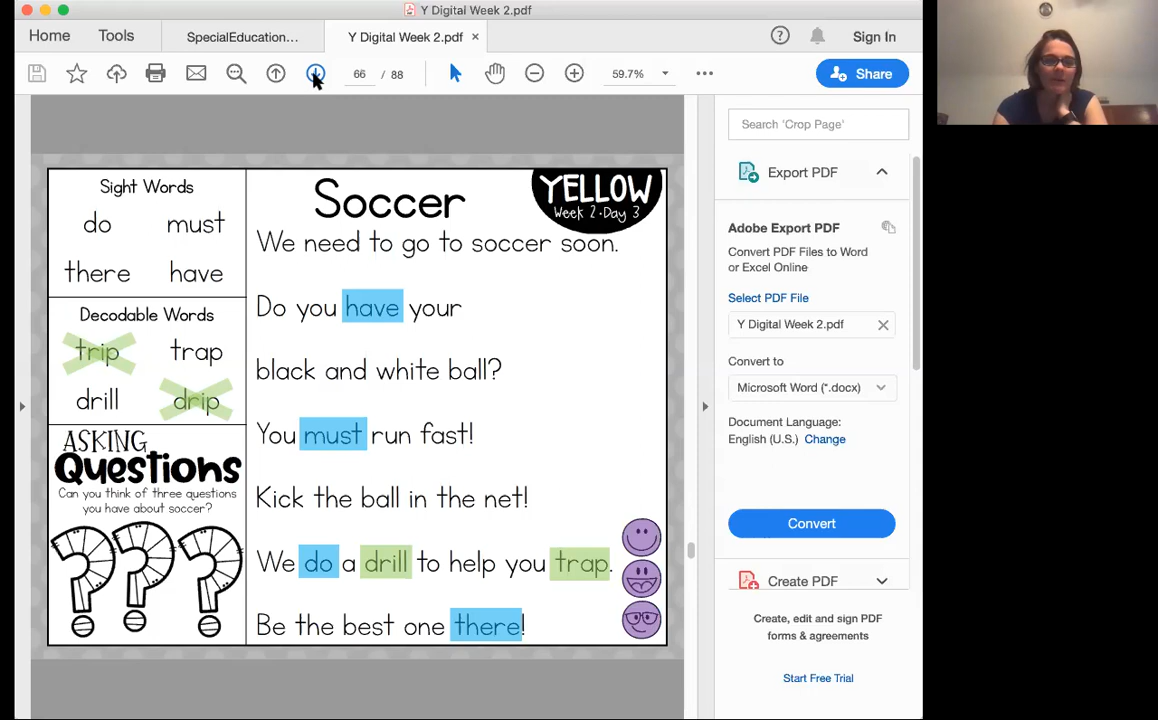 Y Digital Week 2.pdf
Home
Tools
SpecialEducation...
Y Digital Week 2.pdf
Sign In
66 / 88
59.7%
Share
Sight Words
do must
there have
Decodable Words
trip trap
drill drip
ASKING
Questions
Can you think of three questions
you have about soccer?
???
Soccer
YELLOW
Week 2•Day 3
We need to go to soccer soon.
Do you have your
black and white ball?
You must run fast!
Kick the ball in the net!
We do a drill to help you trap.
Be the best one there!
Search 'Crop Page'
Export PDF
Adobe Export PDF
Convert PDF Files to Word
or Excel Online
Select PDF File
Y Digital Week 2.pdf
Convert to
Microsoft Word (*.docx)
Document Language:
English (U.S.) Change
Convert
Create PDF
Create, edit and sign PDF
forms & agreements
Start Free Trial